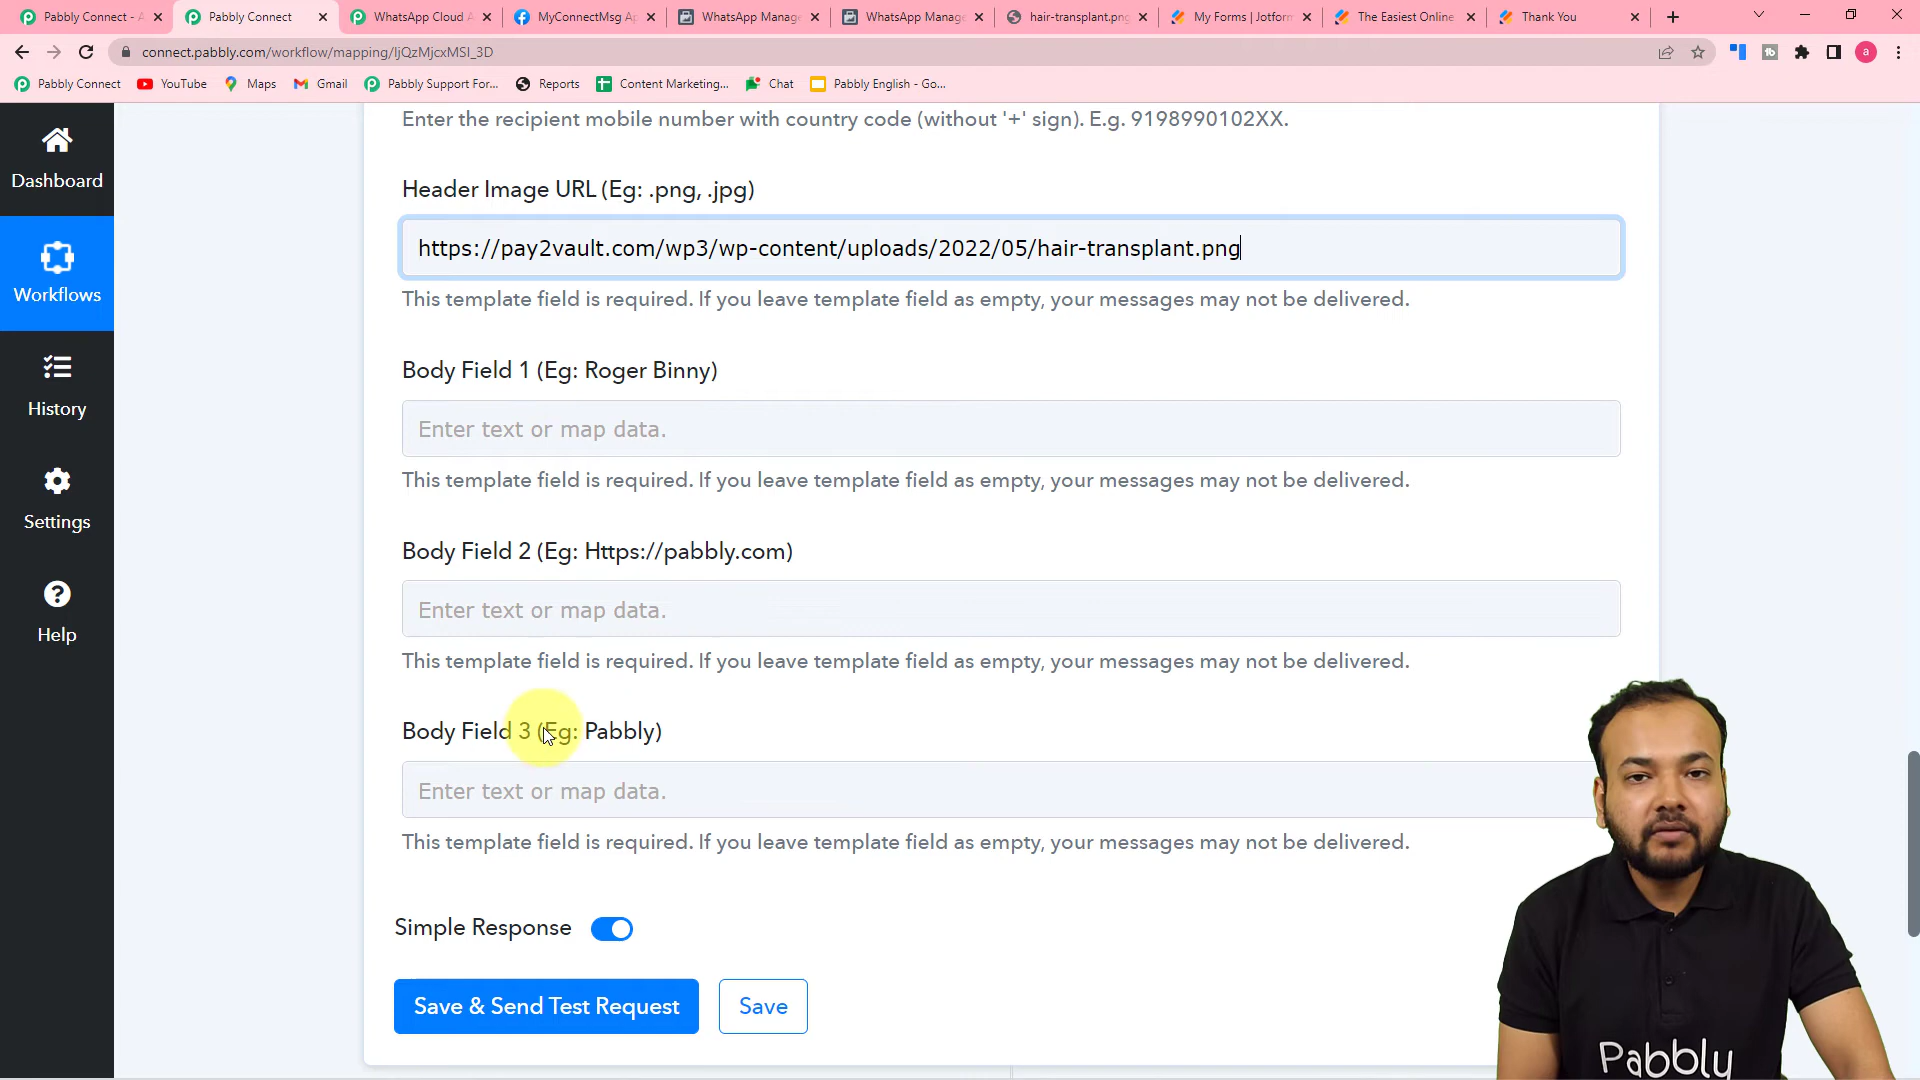 Pabbly Connect - A
Pabbly Connect
WhatsApp Cloud A
MyConnectMsg Ap
WhatsApp Manage
WhatsApp Manage
hair-transplant.png
My Forms | Jotform
The Easiest Online
Thank You
connect.pabbly.com/workflow/mapping/IjQzMjcxMSI_3D
a
Pabbly Connect
YouTube
Maps
Gmail
Pabbly Support For...
Reports
Content Marketing...
Chat
Pabbly English - Go...
Dashboard
Workflows
History
Settings
Help
Enter the recipient mobile number with country code (without '+' sign). E.g. 9198990102XX.
Header Image URL (Eg: .png, .jpg)
https://pay2vault.com/wp3/wp-content/uploads/2022/05/hair-transplant.png
This template field is required. If you leave template field as empty, your messages may not be delivered.
Body Field 1 (Eg: Roger Binny)
Enter text or map data.
This template field is required. If you leave template field as empty, your messages may not be delivered.
Body Field 2 (Eg: Https://pabbly.com)
Enter text or map data.
This template field is required. If you leave template field as empty, your messages may not be delivered.
Body Field 3 (Eg: Pabbly)
Enter text or map data.
This template field is required. If you leave template field as empty, your messages may not be delivered.
Simple Response
Save & Send Test Request
Save
Pabbly